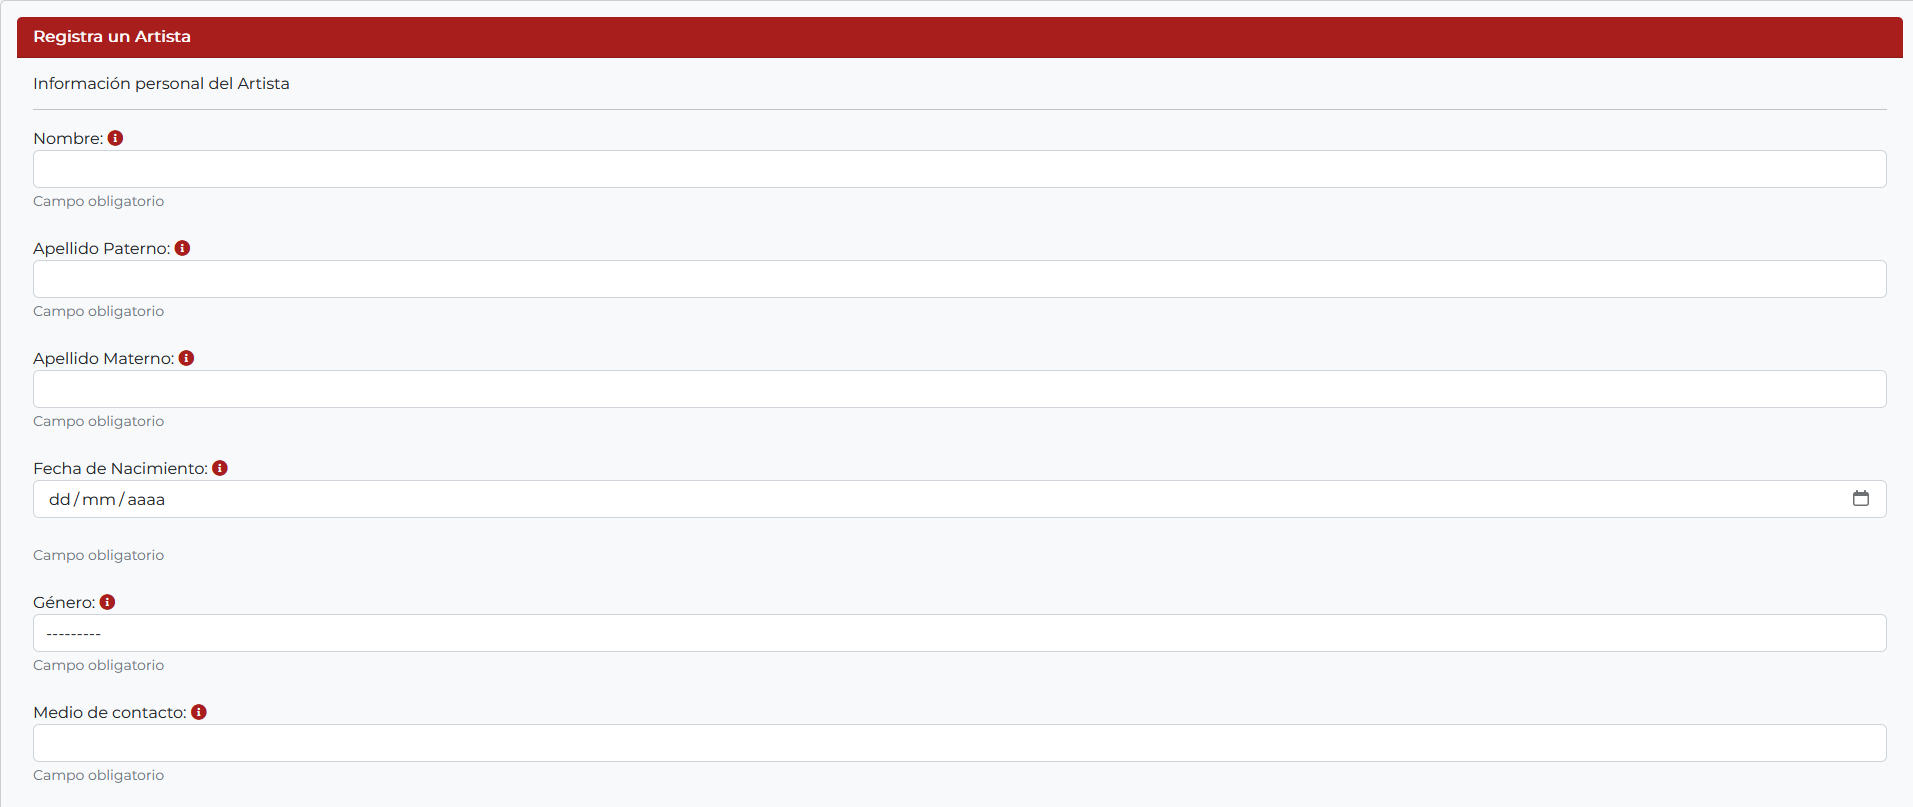 Registra un Artista
Información personal del Artista
Nombre:
Campo obligatorio
Apellido Paterno:
Campo obligatorio
Apellido Materno:
Campo obligatorio
Fecha de Nacimiento:
dd/mm/aaaa
Campo obligatorio
Género:
---------
Campo obligatorio
Medio de contacto:
Campo obligatorio